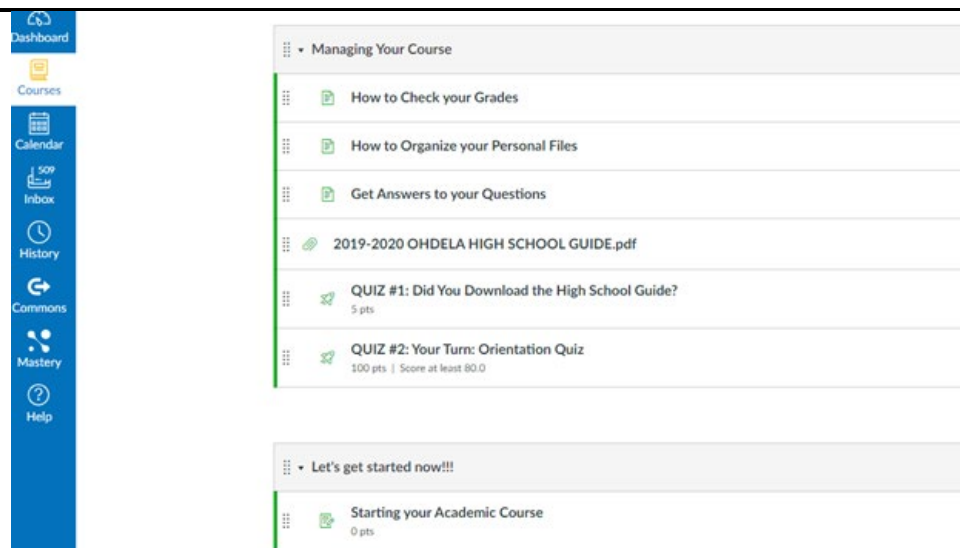 Dashboard
Courses
Calendar
509
Inbox
History
Commons
Mastery
Help
Managing Your Course
How to Check your Grades
How to Organize your Personal Files
Get Answers to your Questions
2019-2020 OHDELA HIGH SCHOOL GUIDE.pdf
QUIZ #1: Did You Download the High School Guide?
5 pts
QUIZ #2: Your Turn: Orientation Quiz
100 pts | Score at least 80.0
Let's get started now!!!
Starting your Academic Course
0 pts